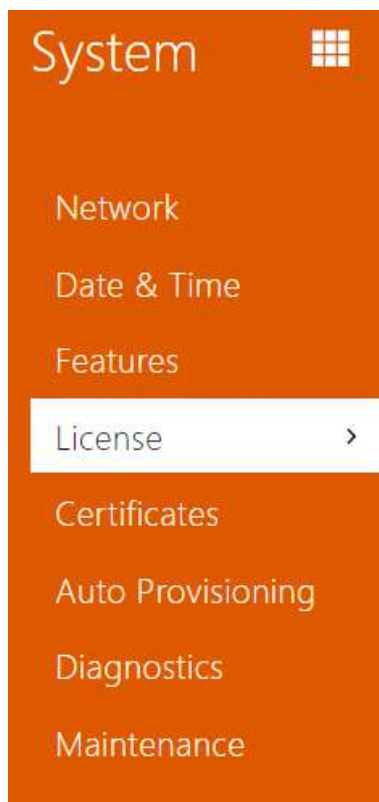 System
Network
Date & Time
Features
License
Certificates
Auto Provisioning
Diagnostics
Maintenance